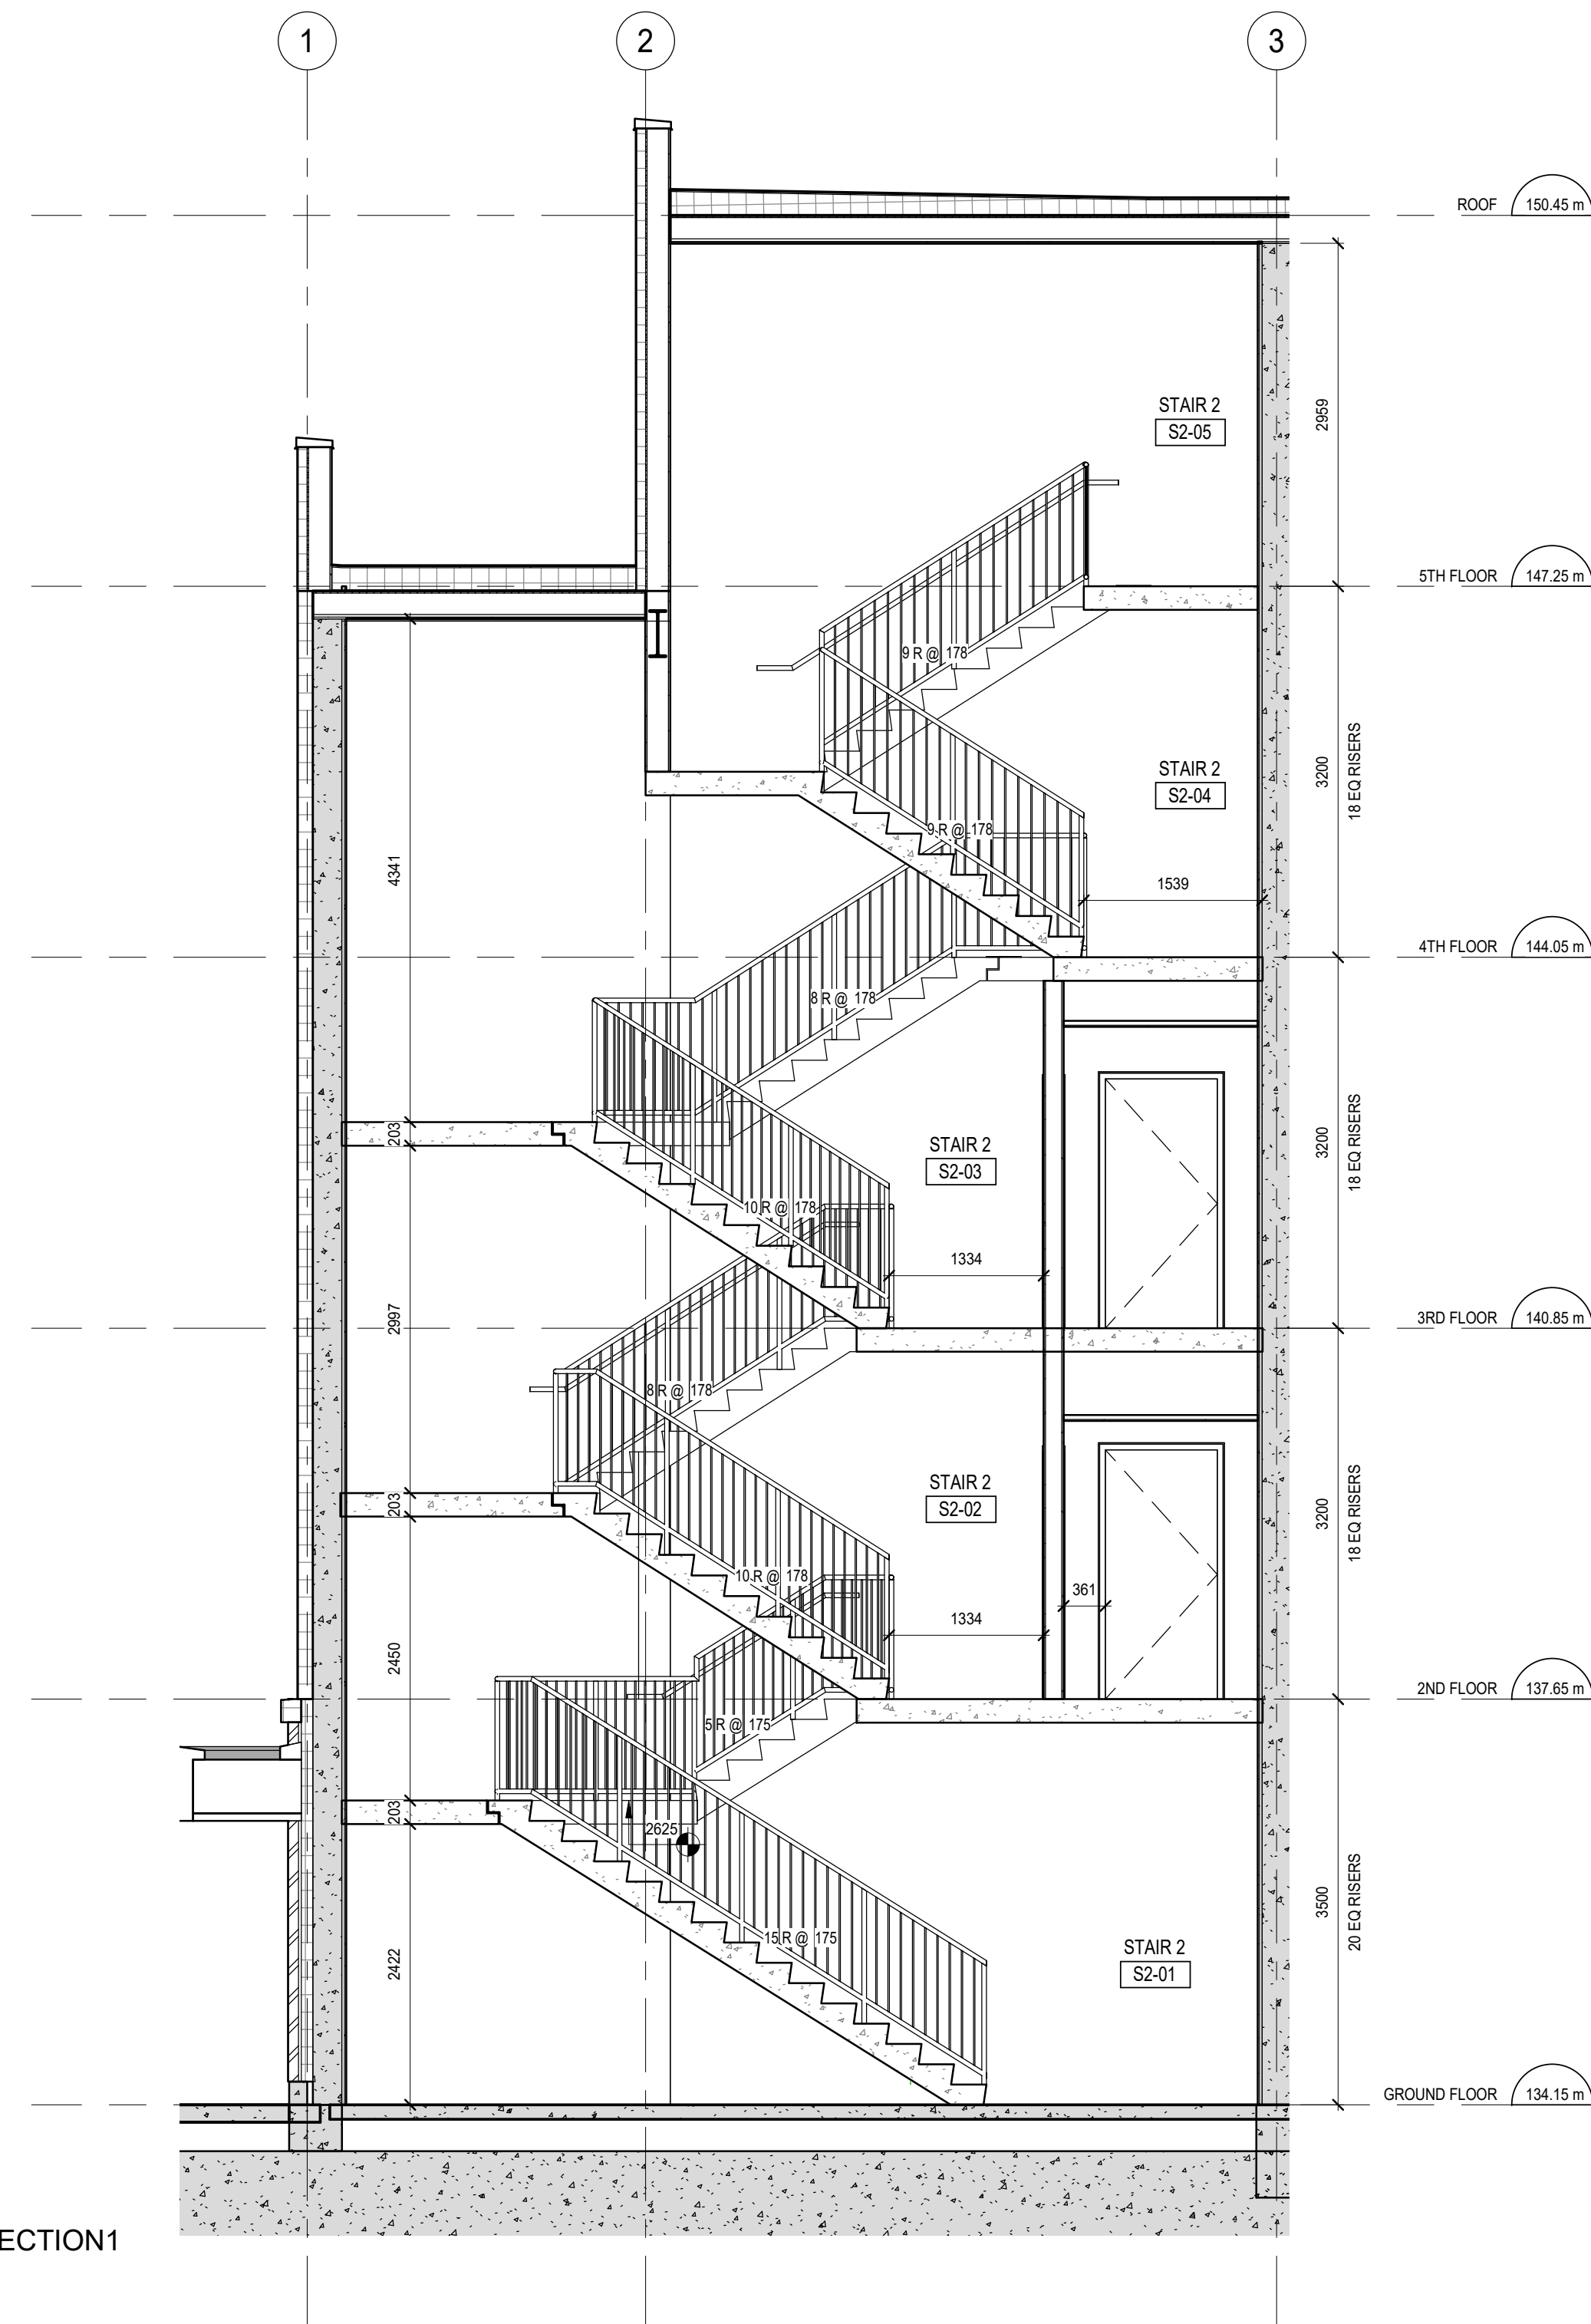 1
2
3
ROOF 150.45 m
STAIR 2
S2-05
2959
5TH FLOOR 147.25 m
9 R @ 178
STAIR 2
S2-04
3200
18 EQ RISERS
9 R @ 178
4341
1539
4TH FLOOR 144.05 m
8 R @ 178
203
STAIR 2
S2-03
3200
18 EQ RISERS
10 R @ 178
1334
2997
3RD FLOOR 140.85 m
8 R @ 178
203
STAIR 2
S2-02
3200
18 EQ RISERS
10 R @ 178
361
1334
2450
2ND FLOOR 137.65 m
5 R @ 175
203
2625
15 R @ 175
3500
20 EQ RISERS
2422
STAIR 2
S2-01
GROUND FLOOR 134.15 m
ECTION1